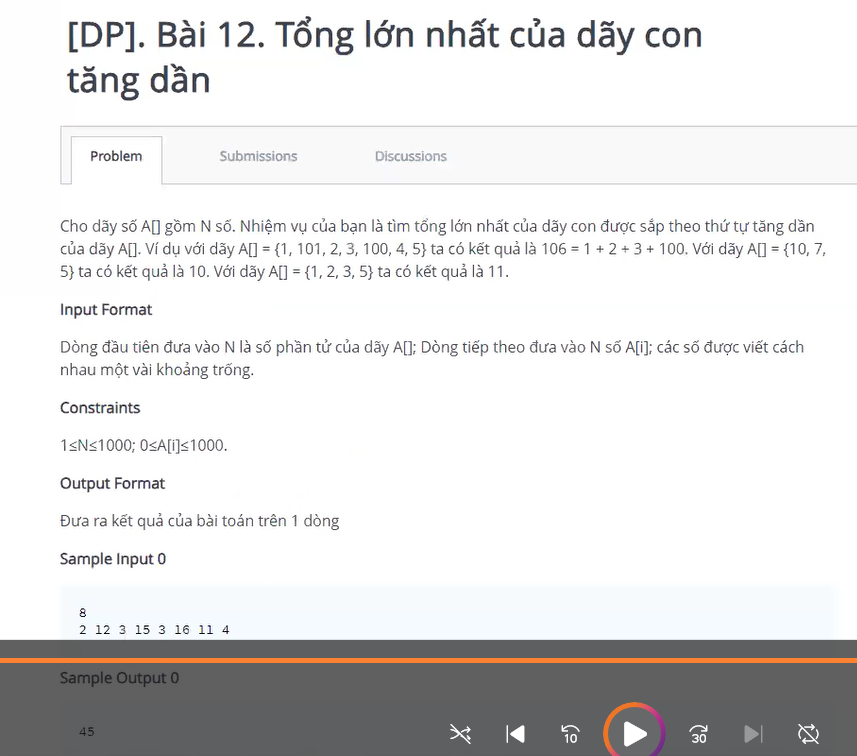 [DP]. Bài 12. Tổng lớn nhất của dãy con
tăng dần
Problem
Submissions
Discussions
Cho dãy số A[] gồm N số. Nhiệm vụ của bạn là tìm tổng lớn nhất của dãy con được sắp theo thứ tự tăng dần
của dãy A[]. Ví dụ với dãy A[] = {1, 101, 2, 3, 100, 4, 5} ta có kết quả là 106 = 1 + 2 + 3 + 100. Với dãy A[] = {10, 7,
5} ta có kết quả là 10. Với dãy A[] = {1, 2, 3, 5} ta có kết quả là 11.
Input Format
Dòng đầu tiên đưa vào N là số phần tử của dãy A[]; Dòng tiếp theo đưa vào N số A[i]; các số được viết cách
nhau một vài khoảng trống.
Constraints
1≤N≤1000; 0≤A[i]≤1000.
Output Format
Đưa ra kết quả của bài toán trên 1 dòng
Sample Input 0
8
2 12 3 15 3 16 11 4
Sample Output 0
45
10
30